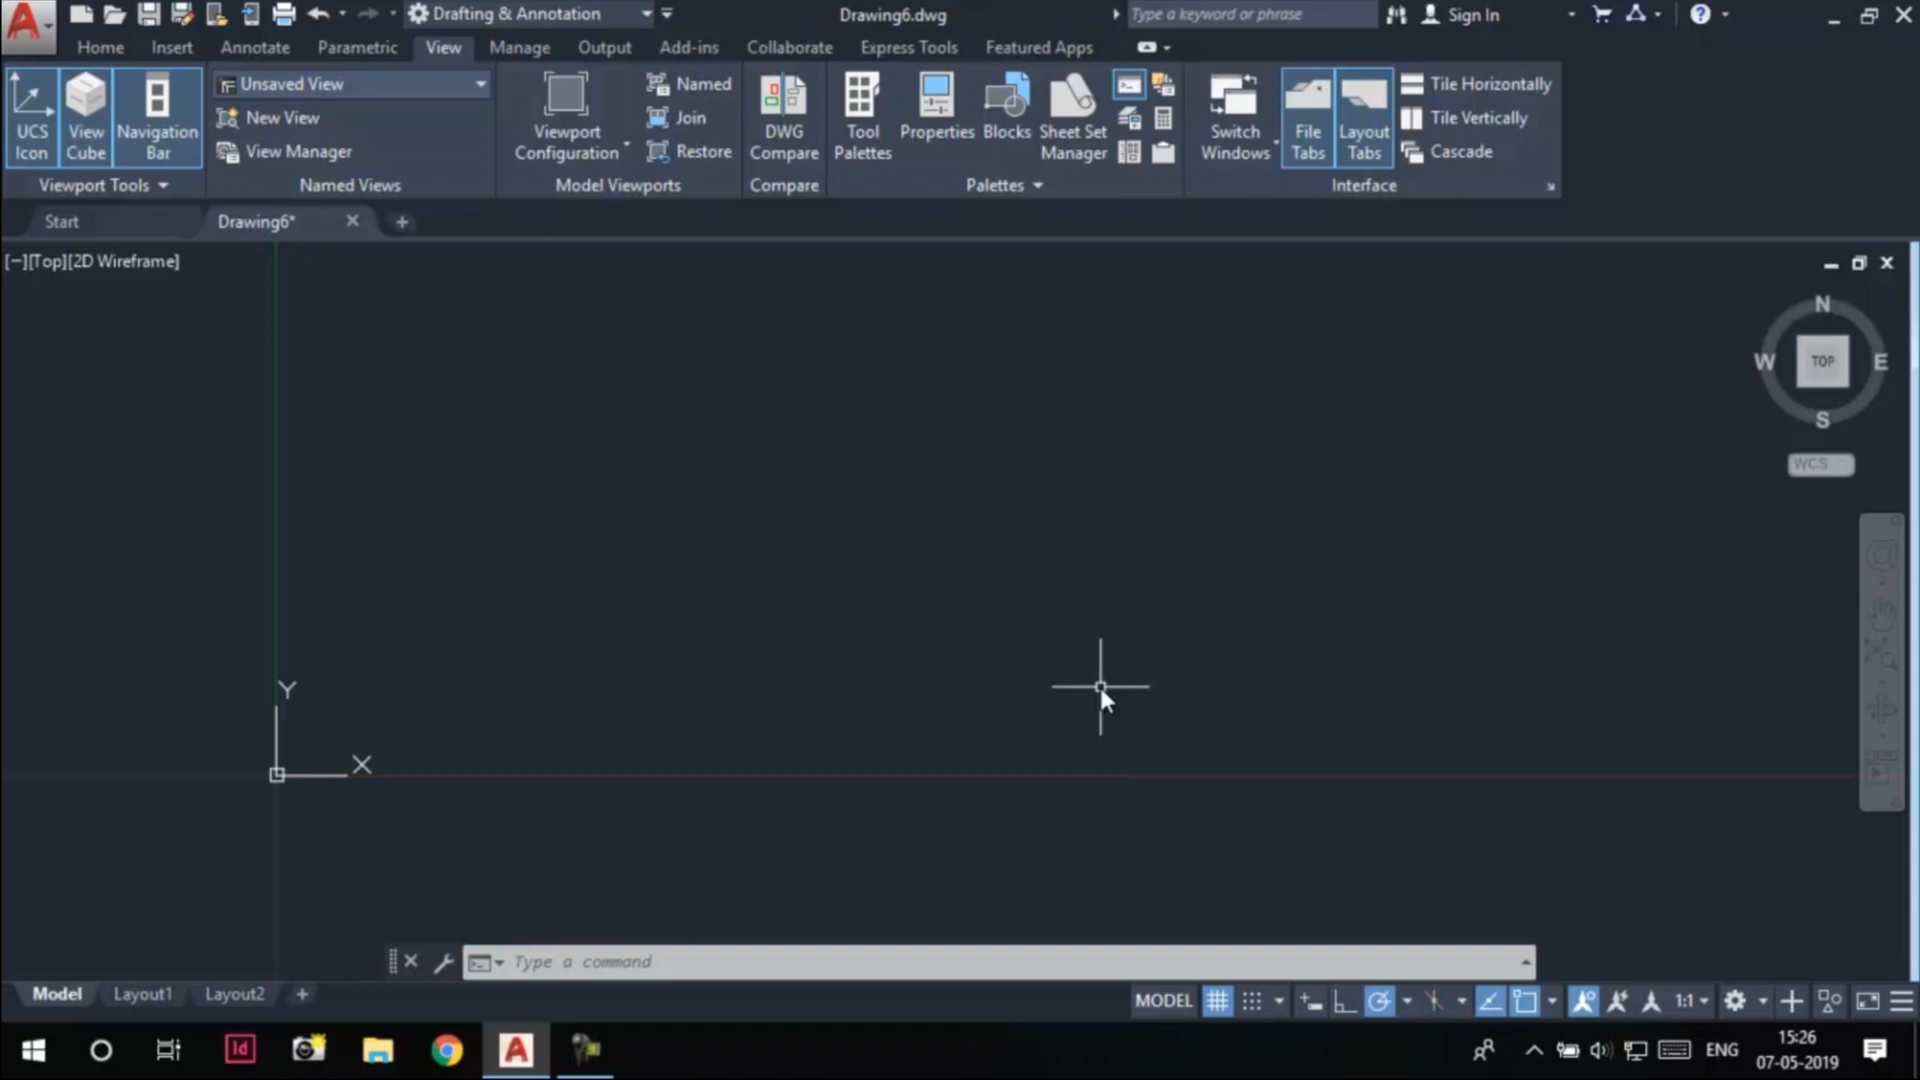 Drafting & Annotation
Drawing6.dwg
Type a keyword or phrase
Sign In
Home Insert Annotate Parametric View Manage Output Add-ins Collaborate Express Tools Featured Apps
UCS Icon
View Cube
Navigation Bar
Viewport Tools
Unsaved View
New View
View Manager
Named Views
Viewport Configuration
Named
Join
Restore
Model Viewports
DWG Compare
Compare
Tool Palettes
Properties
Blocks
Sheet Set Manager
Palettes
Switch Windows
File Tabs
Layout Tabs
Tile Horizontally
Tile Vertically
Cascade
Interface
Start
Drawing6*
[−][Top][2D Wireframe]
N
W TOP E
S
WCS
Y
X
Type a command
Model Layout1 Layout2
MODEL
1:1
Id
A
ENG
15:26
07-05-2019